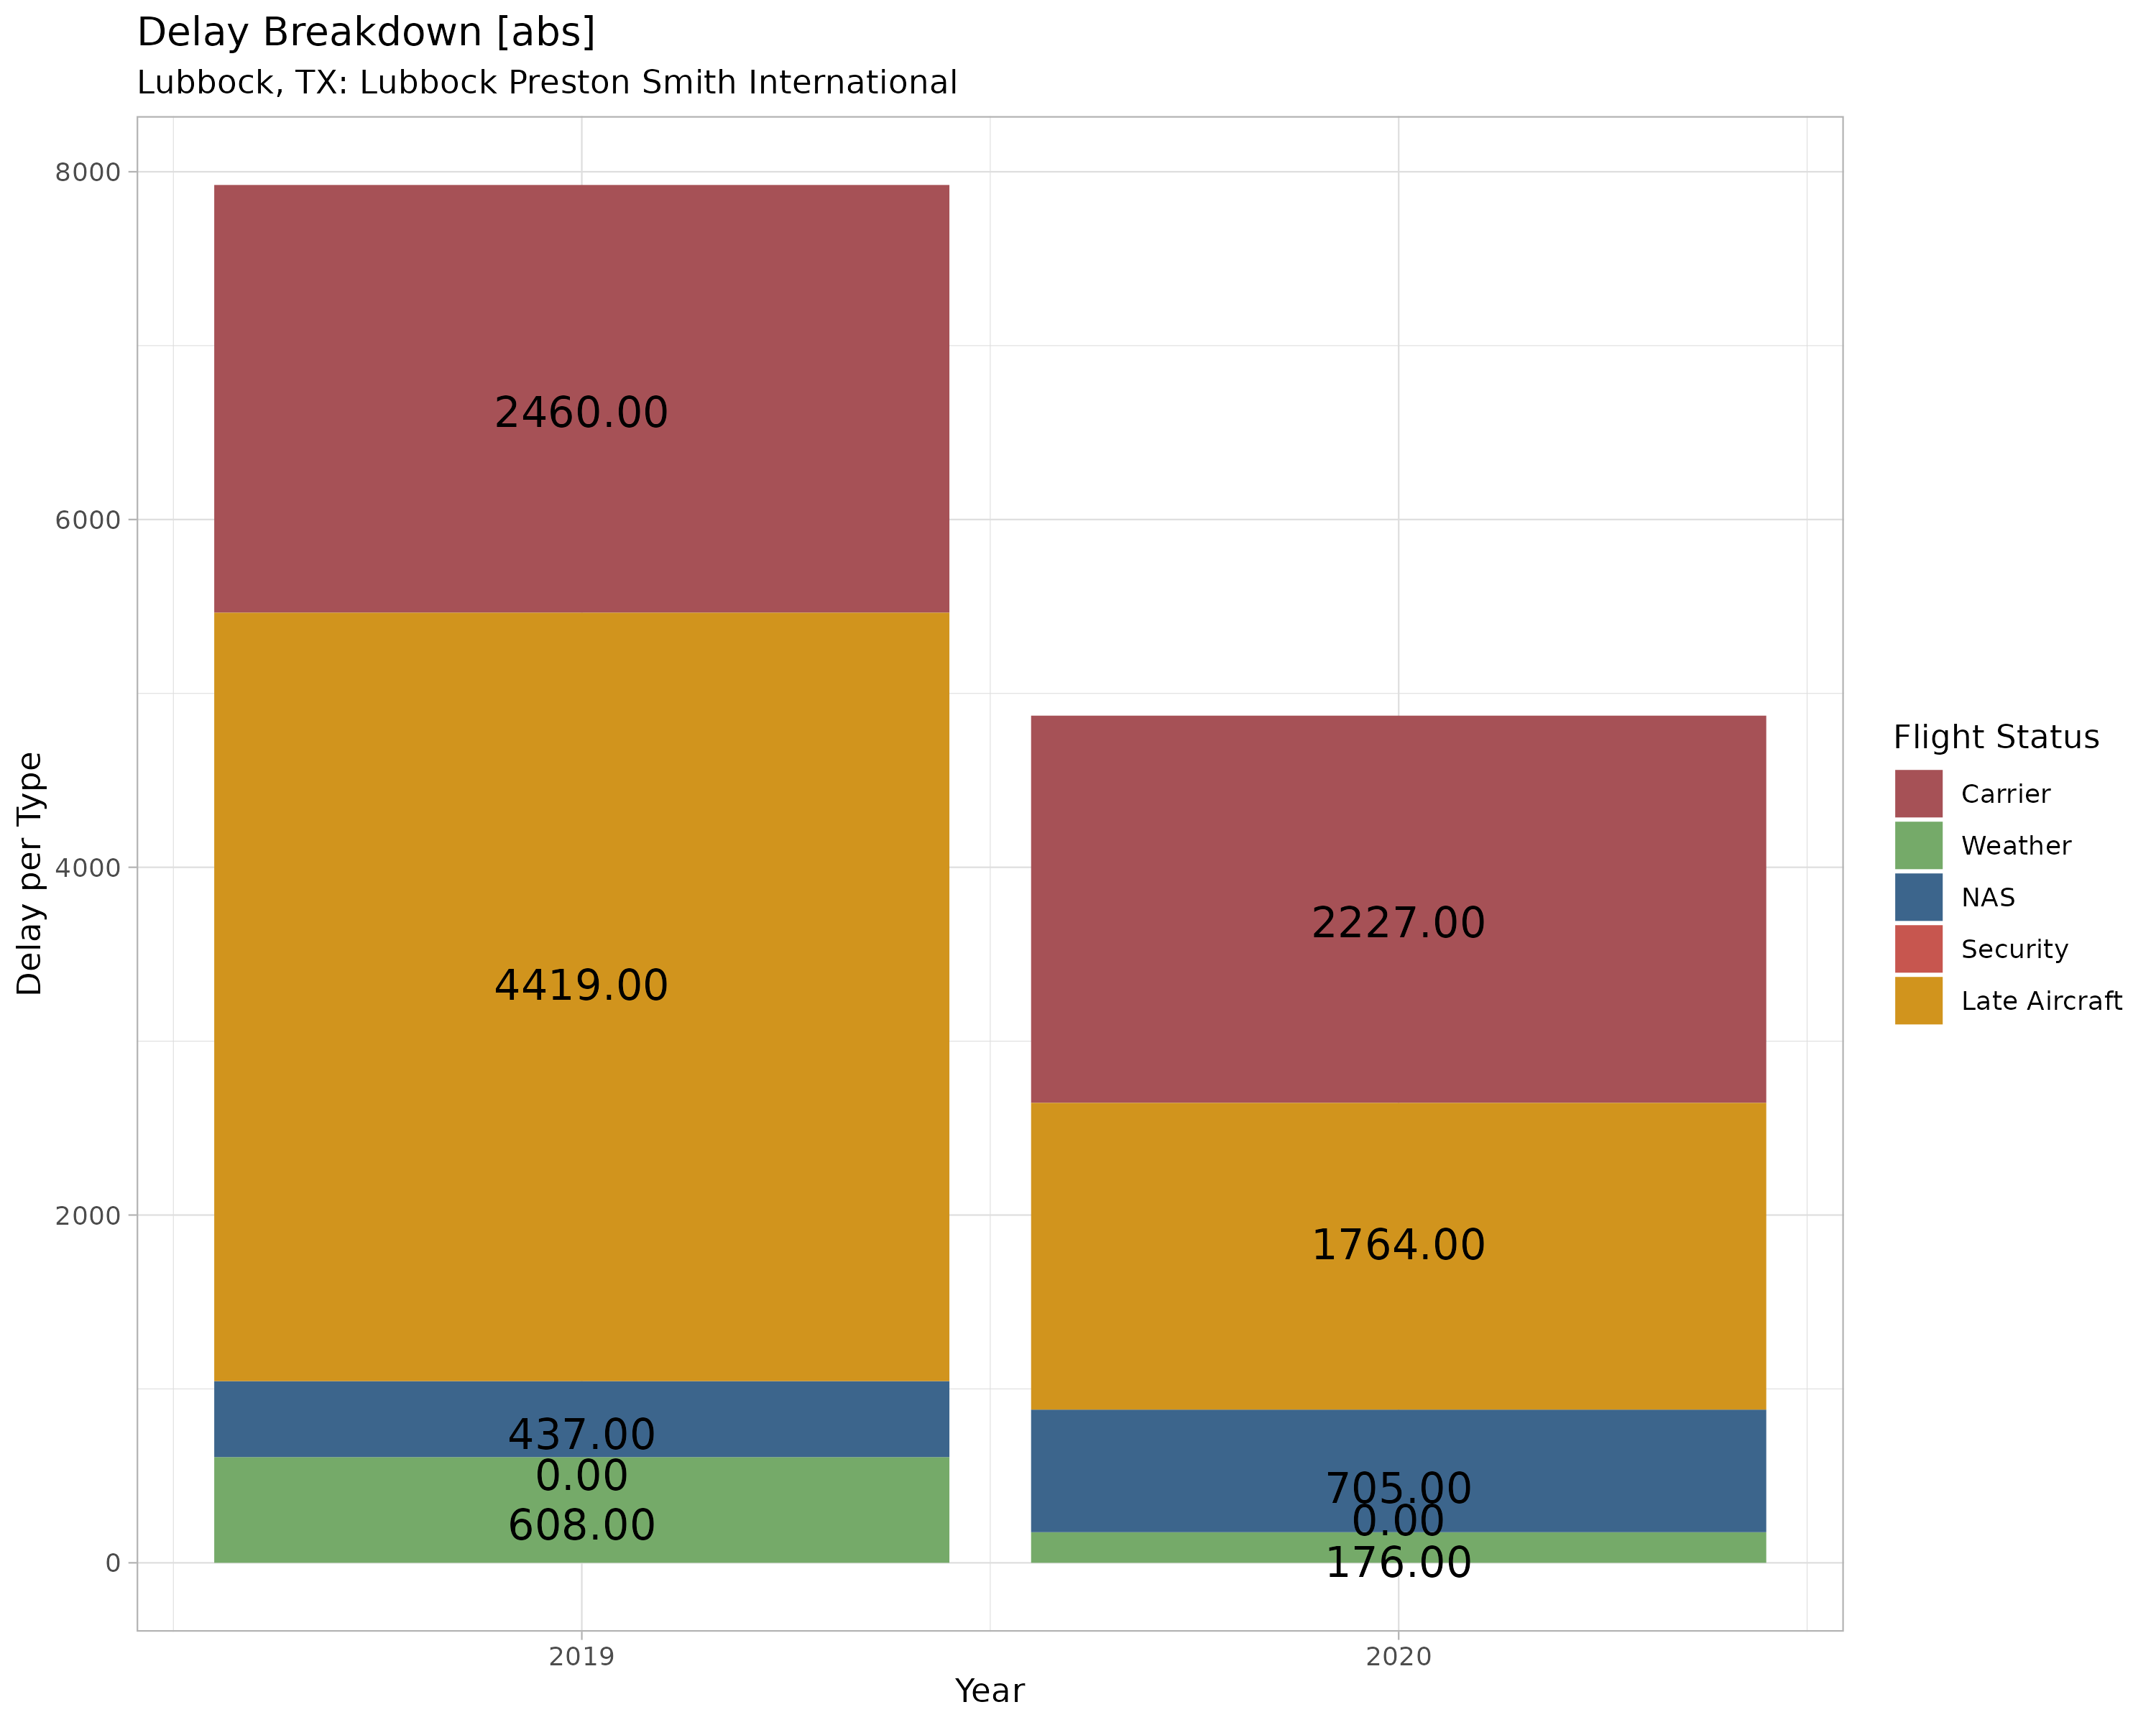 Delay Breakdown [abs]
Lubbock, TX: Lubbock Preston Smith International
Delay per Type
8000
6000
4000
2000
0
2460.00
4419.00
437.00
0.00
608.00
2227.00
1764.00
705.00
0.00
176.00
2019
2020
Year
Flight Status
Carrier
Weather
NAS
Security
Late Aircraft